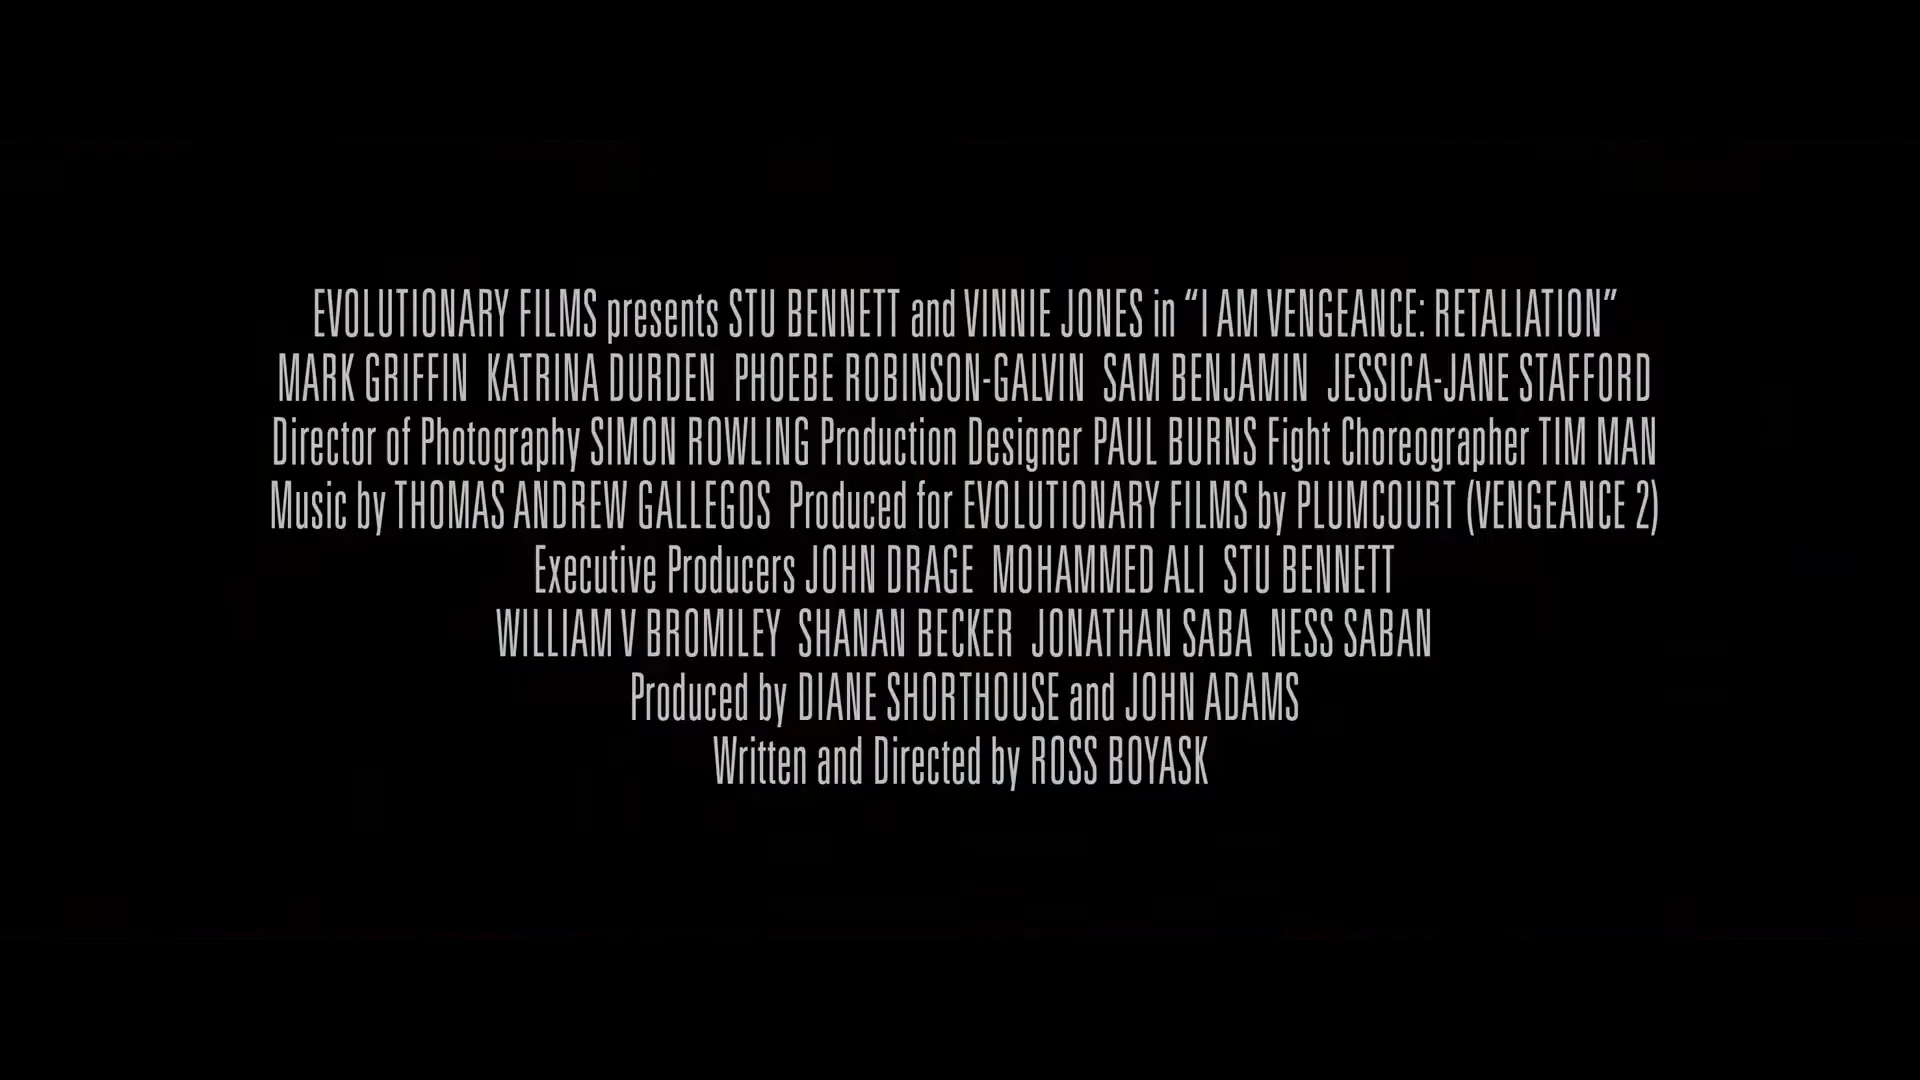 EVOLUTIONARY FILMS presents STU BENNETT and VINNIE JONES in “I AM VENGEANCE: RETALIATION”
MARK GRIFFIN KATRINA DURDEN PHOEBE ROBINSON-GALVIN SAM BENJAMIN JESSICA-JANE STAFFORD
Director of Photography SIMON ROWLING Production Designer PAUL BURNS Fight Choreographer TIM MAN
Music by THOMAS ANDREW GALLEGOS Produced for EVOLUTIONARY FILMS by PLUMCOURT (VENGEANCE 2)
Executive Producers JOHN DRAGE MOHAMMED ALI STU BENNETT
WILLIAM V BROMILEY SHANAN BECKER JONATHAN SABA NESS SABAN
Produced by DIANE SHORTHOUSE and JOHN ADAMS
Written and Directed by ROSS BOYASK